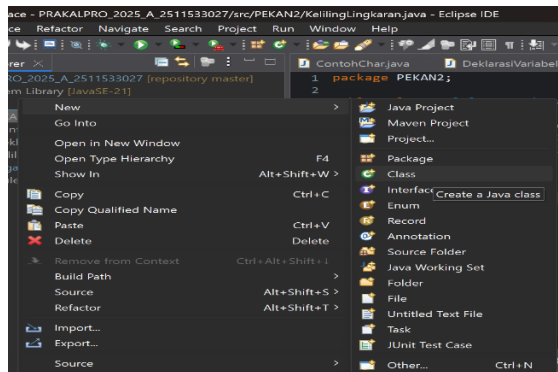 ace - PRAKALPRO_2025_A_2511533027/src/PEKAN2/KelilingLingkaran.java - Eclipse IDE
ce Refactor Navigate Search Project Run Window Help
orer
ContohChar.java
DeklarasiVariabel
RO_2025_A_2511533027 [repository master]
em Library [JavaSE-21]
1 package PEKAN2;
2
New >
Go Into
Open in New Window
Open Type Hierarchy F4
Show In Alt+Shift+W >
Copy Ctrl+C
Copy Qualified Name
Paste Ctrl+V
Delete Delete
Remove from Context Ctrl+Alt+Shift+↓
Build Path >
Source Alt+Shift+S >
Refactor Alt+Shift+T >
Import...
Export...
Source >
Java Project
Maven Project
Project...
Package
Class
Interface
Create a Java class
Enum
Record
Annotation
Source Folder
Java Working Set
Folder
File
Untitled Text File
Task
JUnit Test Case
Other... Ctrl+N